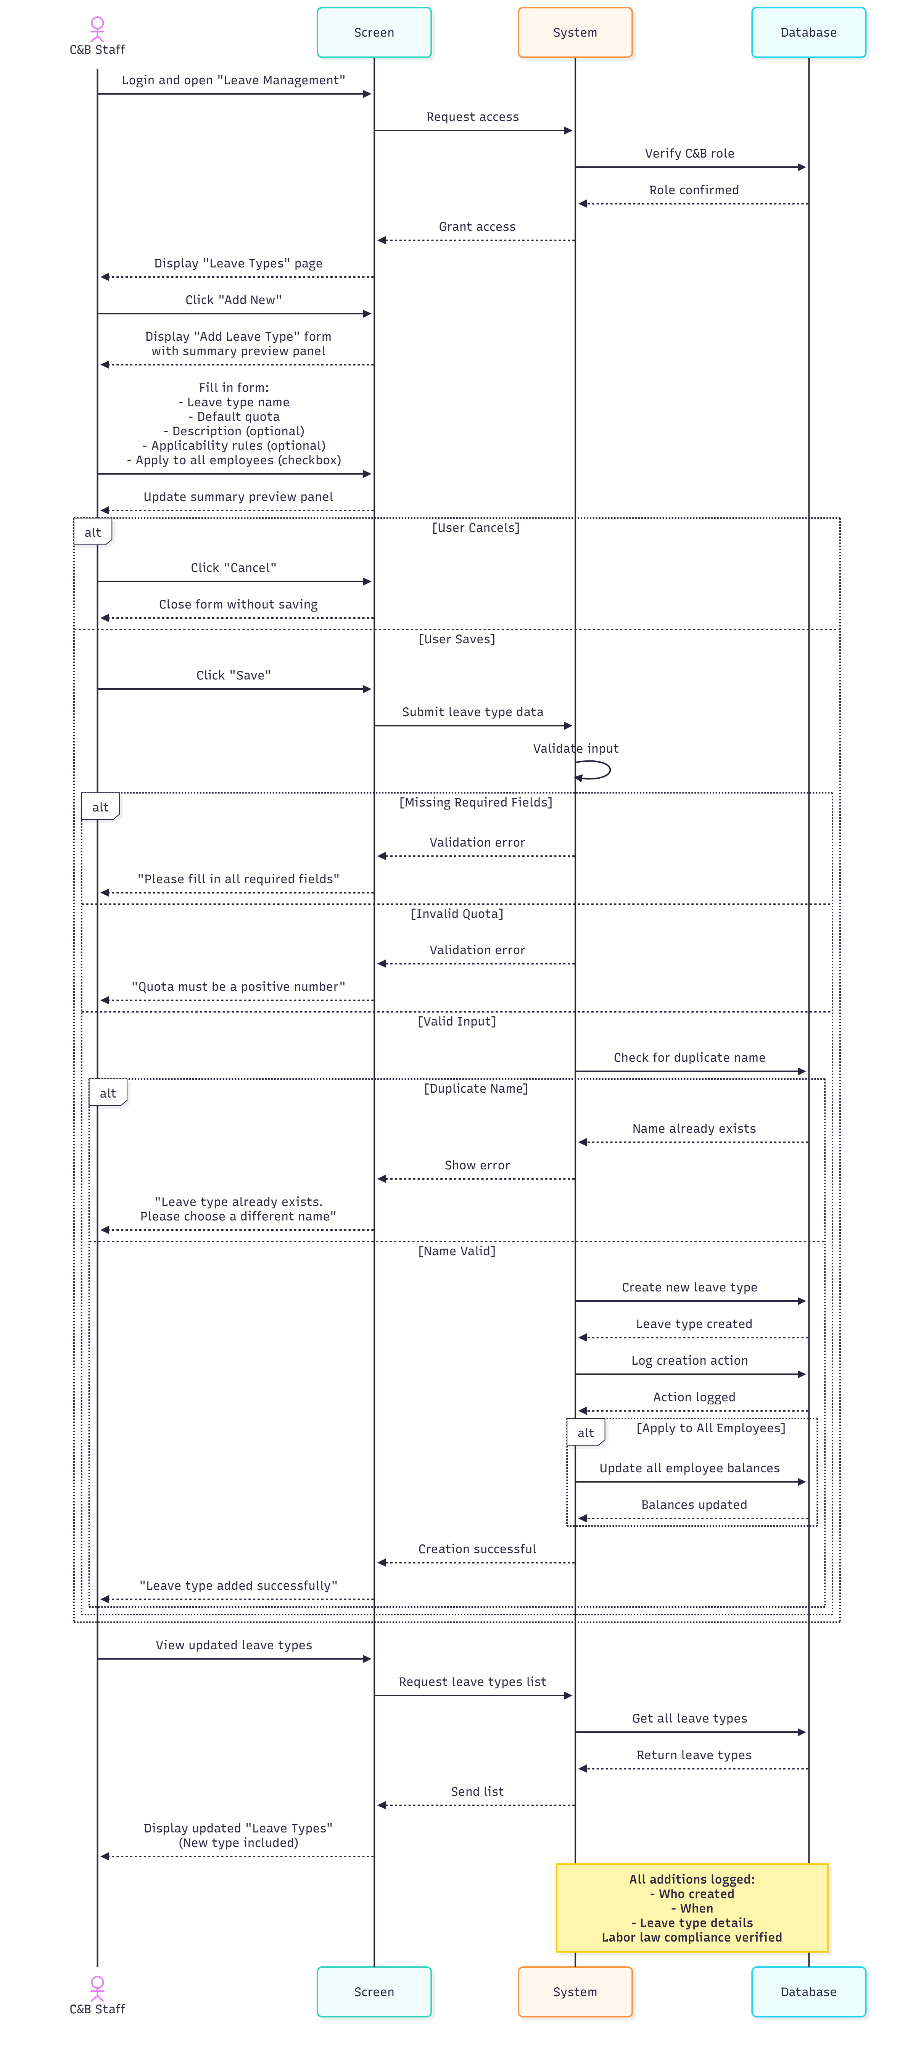 C&B Staff
Screen
System
Database
Login and open "Leave Management"
Request access
Verify C&B role
Role confirmed
Grant access
Display "Leave Types" page
Click "Add New"
Display "Add Leave Type" form
with summary preview panel
Fill in form:
- Leave type name
- Default quota
- Description (optional)
- Applicability rules (optional)
- Apply to all employees (checkbox)
Update summary preview panel
alt
[User Cancels]
Click "Cancel"
Close form without saving
[User Saves]
Click "Save"
Submit leave type data
Validate input
alt
[Missing Required Fields]
Validation error
"Please fill in all required fields"
[Invalid Quota]
Validation error
"Quota must be a positive number"
[Valid Input]
Check for duplicate name
alt
[Duplicate Name]
Name already exists
Show error
"Leave type already exists.
Please choose a different name"
[Name Valid]
Create new leave type
Leave type created
Log creation action
Action logged
alt
[Apply to All Employees]
Update all employee balances
Balances updated
Creation successful
"Leave type added successfully"
View updated leave types
Request leave types list
Get all leave types
Return leave types
Send list
Display updated "Leave Types"
(New type included)
All additions logged:
- Who created
- When
- Leave type details
Labor law compliance verified
C&B Staff
Screen
System
Database